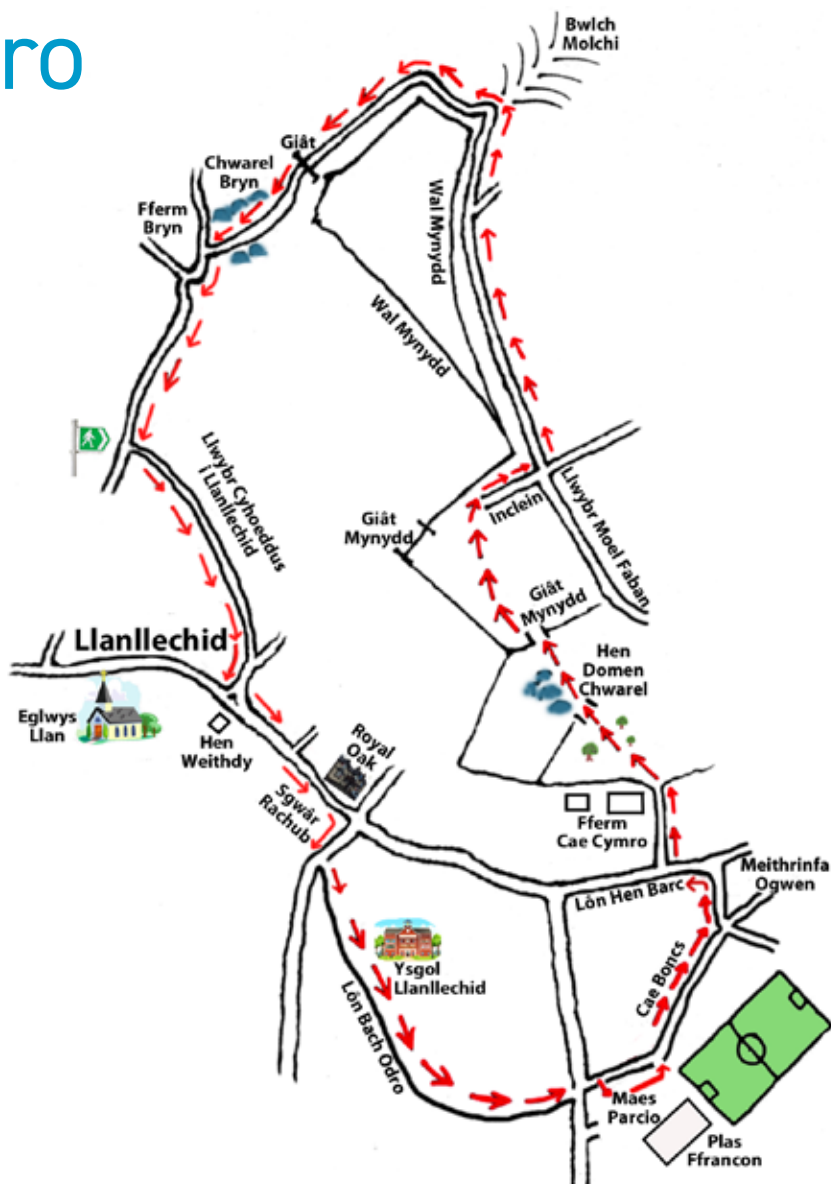 ro
Bwlch
Molchi
Giât
Chwarel
Bryn
Fferm
Bryn
Wal Mynydd
Wal Mynydd
Llwybr Cyhoeddus
i Llanllechid
Giât
Mynydd
Inclein
Llwybr Moel Faban
Giât
Mynydd
Llanllechid
Hen
Domen
Chwarel
Eglwys
Llan
Hen
Weithdy
Royal
Oak
Sgwâr
Rachub
Fferm
Cae Cymro
Meithrinfa
Ogwen
Lôn Hen Barc
Ysgol
Llanllechid
Cae Boncs
Lôn Bach Odro
Maes
Parcio
Plas
Ffrancon